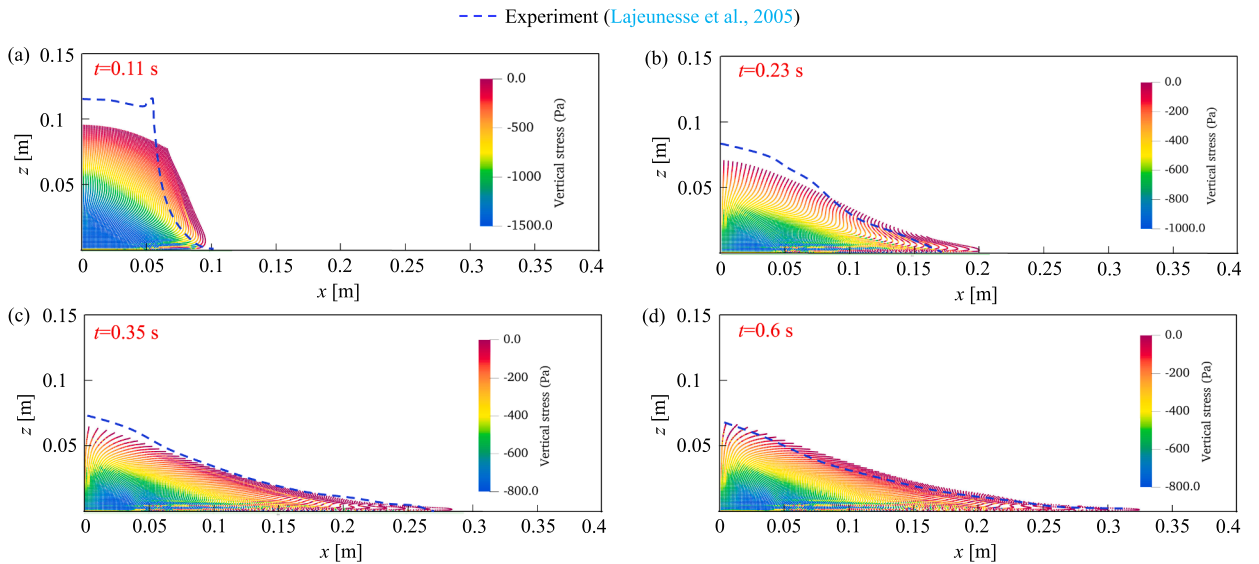 Experiment (Lajeunesse et al., 2005)
(a)
t=0.11 s
0.15
0.1
0.05
z [m]
0 0.05 0.1 0.15 0.2 0.25 0.3 0.35 0.4
x [m]
0.0
-500
-1000
-1500.0
Vertical stress (Pa)
(b)
t=0.23 s
0.15
0.1
0.05
z [m]
0 0.05 0.1 0.15 0.2 0.25 0.3 0.35 0.4
x [m]
0.0
-200
-400
-600
-800
-1000.0
Vertical stress (Pa)
(c)
t=0.35 s
0.15
0.1
0.05
z [m]
0 0.05 0.1 0.15 0.2 0.25 0.3 0.35 0.4
x [m]
0.0
-200
-400
-600
-800.0
Vertical stress (Pa)
(d)
t=0.6 s
0.15
0.1
0.05
z [m]
0 0.05 0.1 0.15 0.2 0.25 0.3 0.35 0.4
x [m]
0.0
-200
-400
-600
-800.0
Vertical stress (Pa)